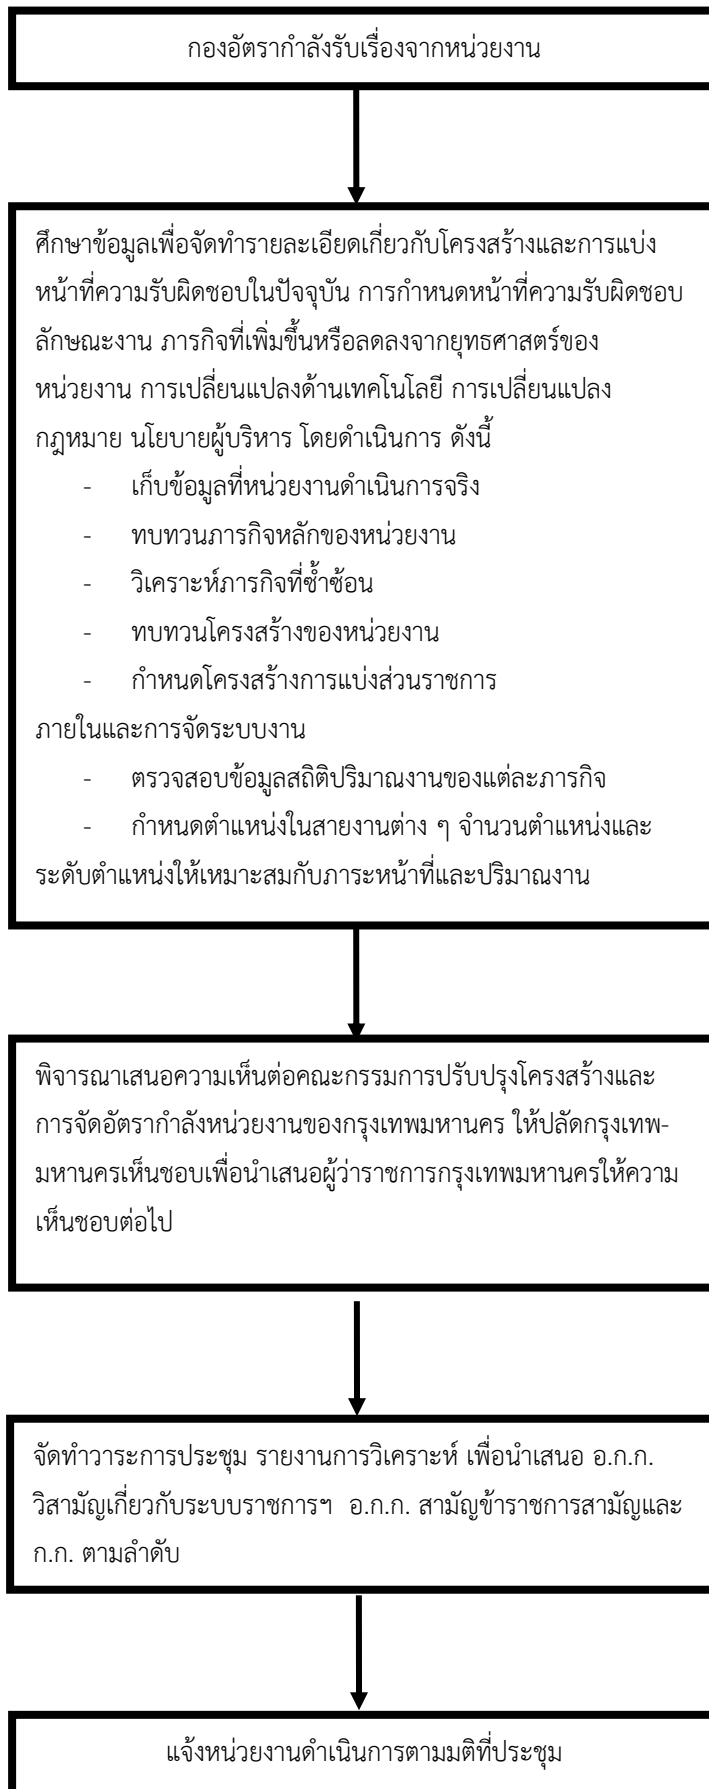 กองอัตรากำลังรับเรื่องจากหน่วยงาน
ศึกษาข้อมูลเพื่อจัดทำรายละเอียดเกี่ยวกับโครงสร้างและการแบ่ง
หน้าที่ความรับผิดชอบในปัจจุบัน การกำหนดหน้าที่ความรับผิดชอบ
ลักษณะงาน ภารกิจที่เพิ่มขึ้นหรือลดลงจากยุทธศาสตร์ของ
หน่วยงาน การเปลี่ยนแปลงด้านเทคโนโลยี การเปลี่ยนแปลง
กฎหมาย นโยบายผู้บริหาร โดยดำเนินการ ดังนี้
- เก็บข้อมูลที่หน่วยงานดำเนินการจริง
- ทบทวนภารกิจหลักของหน่วยงาน
- วิเคราะห์ภารกิจที่ซ้ำซ้อน
- ทบทวนโครงสร้างของหน่วยงาน
- กำหนดโครงสร้างการแบ่งส่วนราชการ
ภายในและการจัดระบบงาน
- ตรวจสอบข้อมูลสถิติปริมาณงานของแต่ละภารกิจ
- กำหนดตำแหน่งในสายงานต่าง ๆ จำนวนตำแหน่งและ
ระดับตำแหน่งให้เหมาะสมกับภาระหน้าที่และปริมาณงาน
พิจารณาเสนอความเห็นต่อคณะกรรมการปรับปรุงโครงสร้างและ
การจัดอัตรากำลังหน่วยงานของกรุงเทพมหานคร ให้ปลัดกรุงเทพ-
มหานครเห็นชอบเพื่อนำเสนอผู้ว่าราชการกรุงเทพมหานครให้ความ
เห็นชอบต่อไป
จัดทำวาระการประชุม รายงานการวิเคราะห์ เพื่อนำเสนอ อ.ก.ก.
วิสามัญเกี่ยวกับระบบราชการฯ อ.ก.ก. สามัญข้าราชการสามัญและ
ก.ก. ตามลำดับ
แจ้งหน่วยงานดำเนินการตามมติที่ประชุม